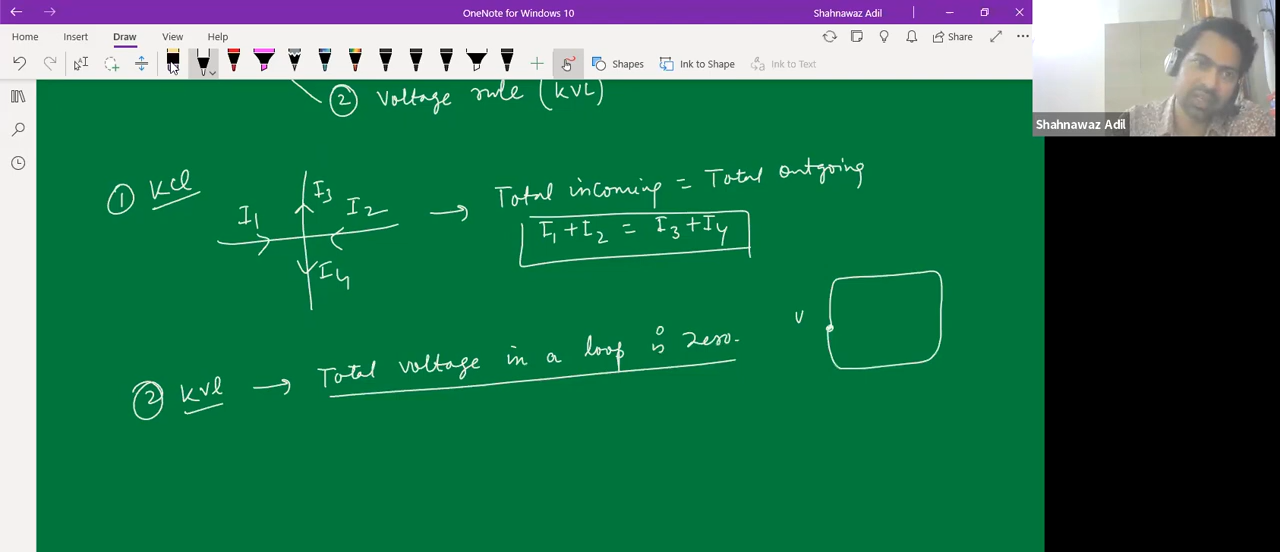 OneNote for Windows 10
Shahnawaz Adil
Home Insert Draw View Help
Shapes
Ink to Shape
Ink to Text
Share
Shahnawaz Adil
② Voltage rule (KVL)
① KCL
I1
I3
I2
I4
→ Total incoming = Total outgoing
I1 + I2 = I3 + I4
② KVL → Total voltage in a loop is zero.
V